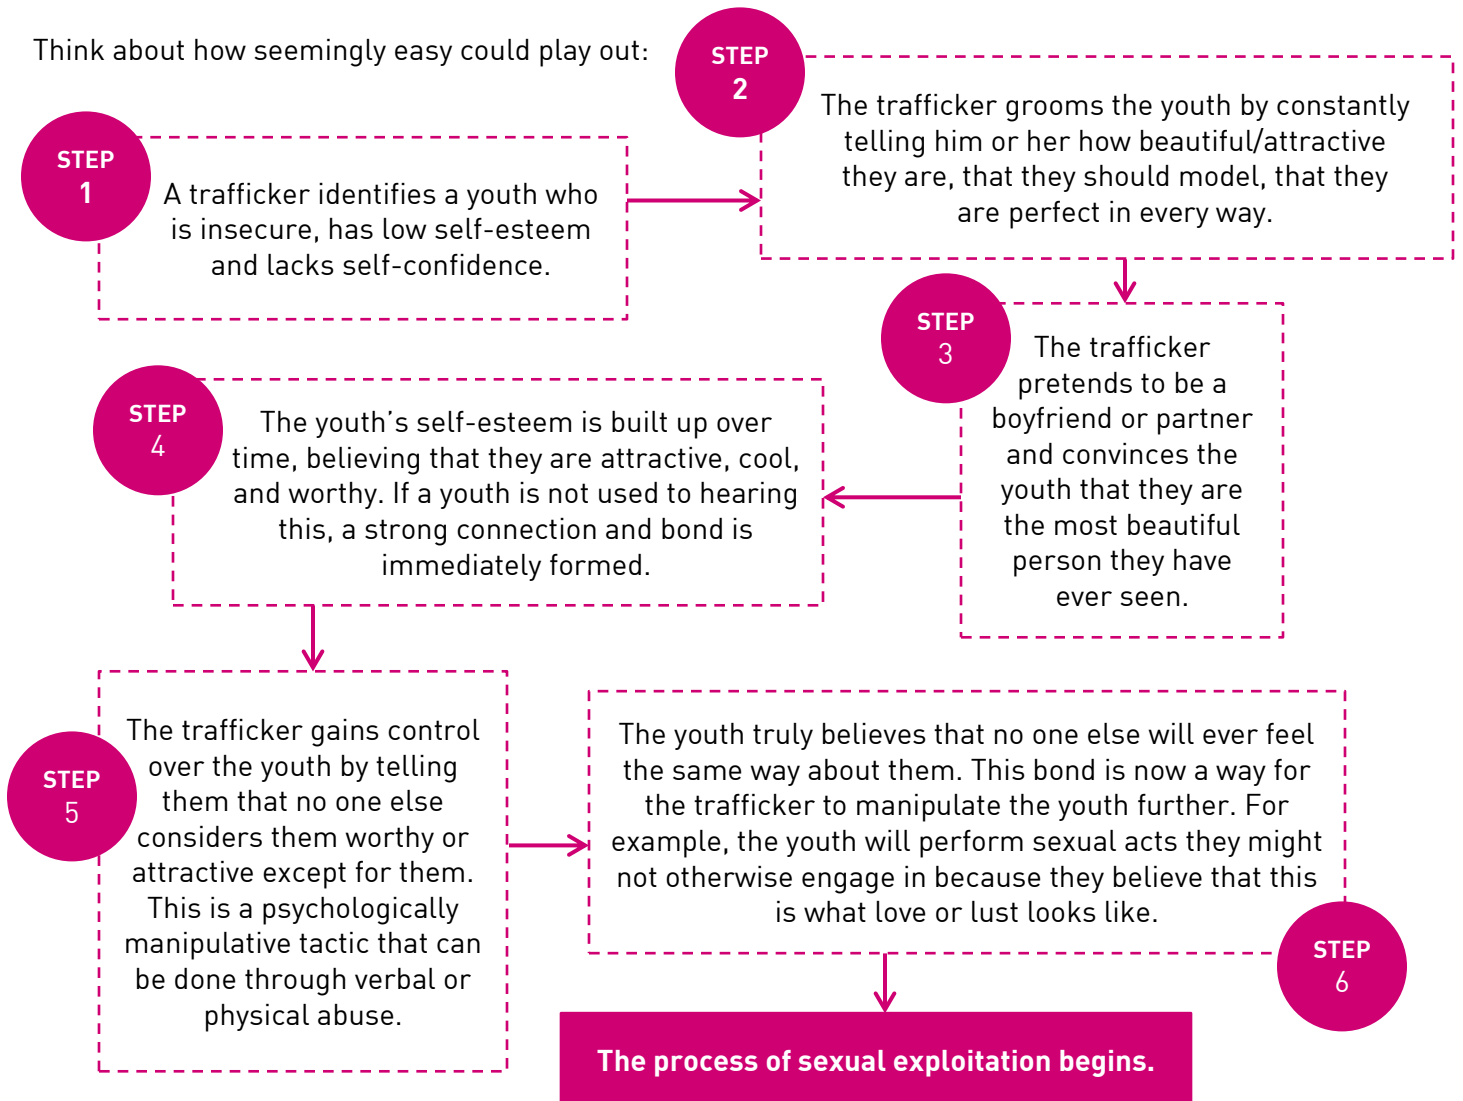 Think about how seemingly easy could play out:
STEP
1
A trafficker identifies a youth who
is insecure, has low self-esteem
and lacks self-confidence.
STEP
2
The trafficker grooms the youth by constantly
telling him or her how beautiful/attractive
they are, that they should model, that they
are perfect in every way.
STEP
3
The trafficker
pretends to be a
boyfriend or partner
and convinces the
youth that they are
the most beautiful
person they have
ever seen.
STEP
4
The youth’s self-esteem is built up over
time, believing that they are attractive, cool,
and worthy. If a youth is not used to hearing
this, a strong connection and bond is
immediately formed.
STEP
5
The trafficker gains control
over the youth by telling
them that no one else
considers them worthy or
attractive except for them.
This is a psychologically
manipulative tactic that can
be done through verbal or
physical abuse.
The youth truly believes that no one else will ever feel
the same way about them. This bond is now a way for
the trafficker to manipulate the youth further. For
example, the youth will perform sexual acts they might
not otherwise engage in because they believe that this
is what love or lust looks like.
STEP
6
The process of sexual exploitation begins.